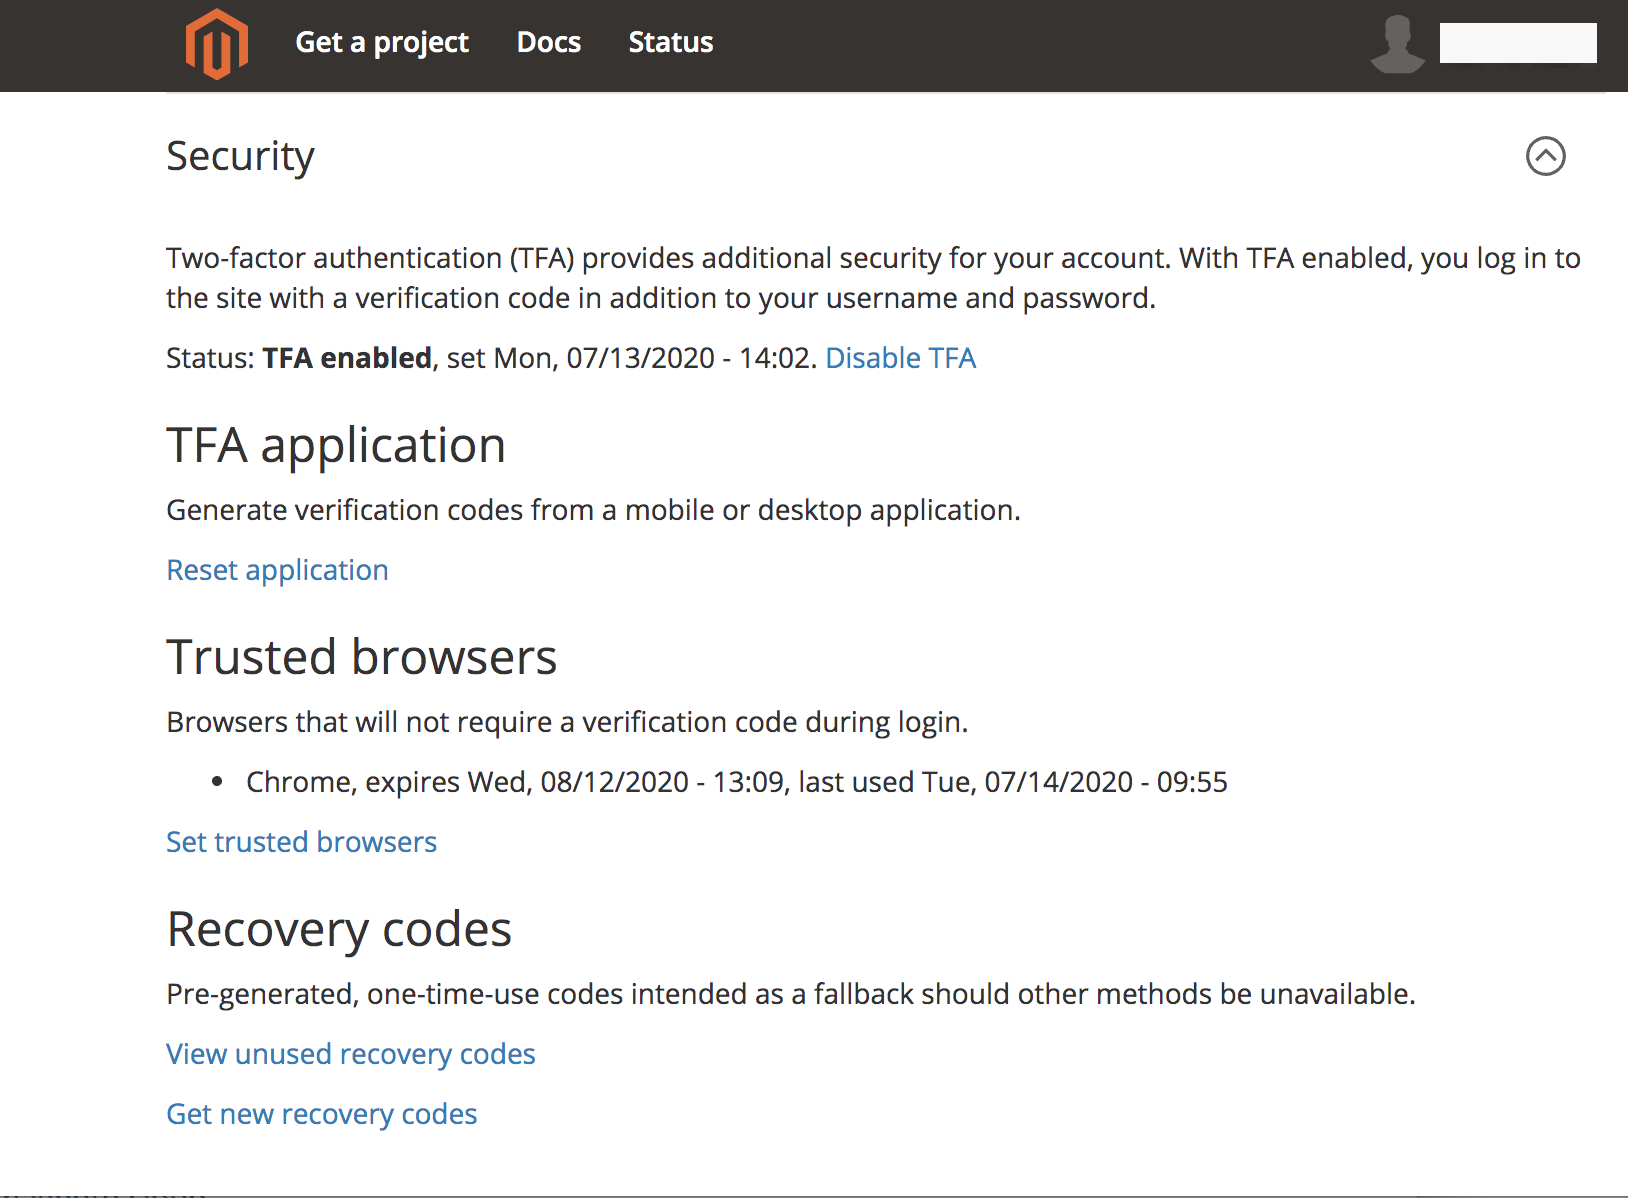 Get a project Docs Status
Security
Two-factor authentication (TFA) provides additional security for your account. With TFA enabled, you log in to
the site with a verification code in addition to your username and password.
Status: TFA enabled, set Mon, 07/13/2020 - 14:02. Disable TFA
TFA application
Generate verification codes from a mobile or desktop application.
Reset application
Trusted browsers
Browsers that will not require a verification code during login.
• Chrome, expires Wed, 08/12/2020 - 13:09, last used Tue, 07/14/2020 - 09:55
Set trusted browsers
Recovery codes
Pre-generated, one-time-use codes intended as a fallback should other methods be unavailable.
View unused recovery codes
Get new recovery codes